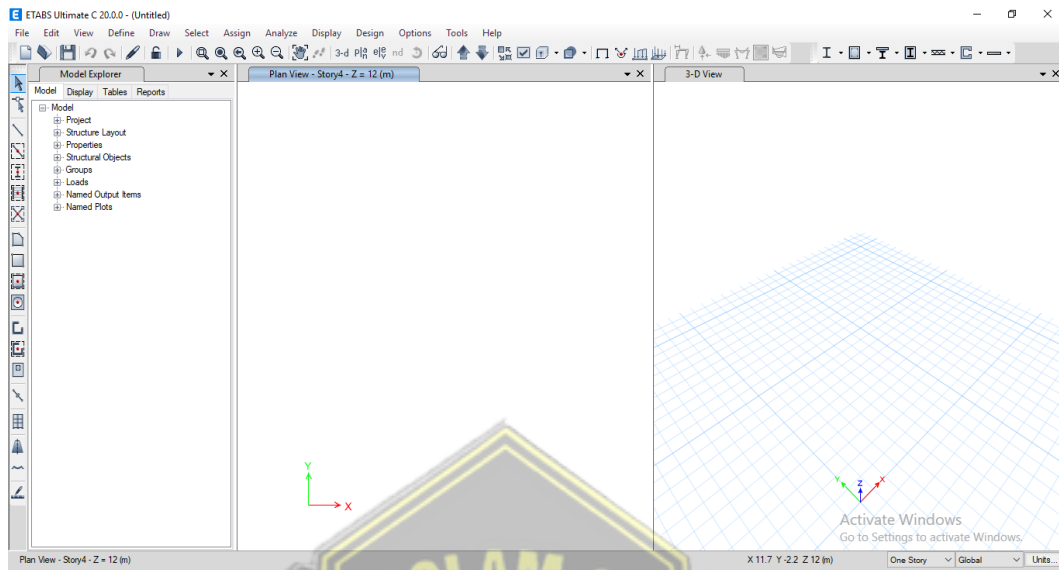 ETABS Ultimate C 20.0.0 - (Untitled)
File Edit View Define Draw Select Assign Analyze Display Design Options Tools Help
3-d
nd
Model Explorer
Plan View - Story4 - Z = 12 (m)
3-D View
Model Display Tables Reports
Model
Project
Structure Layout
Properties
Structural Objects
Groups
Loads
Named Output Items
Named Plots
Y
X
Y
Z
X
Activate Windows
Go to Settings to activate Windows.
Plan View - Story4 - Z = 12 (m)
X 11.7 Y -2.2 Z 12 (m)
One Story
Global
Units...